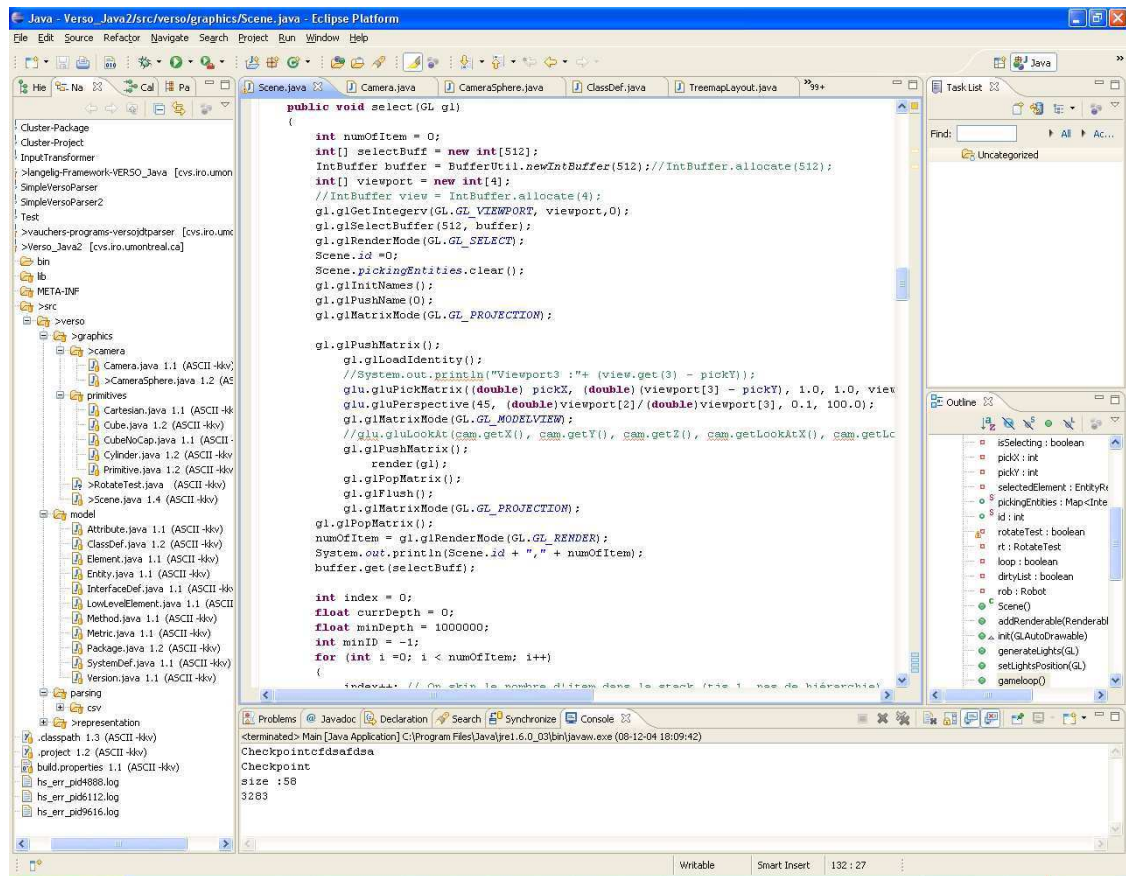 Java - Verso_Java2/src/verso/graphics/Scene.java - Eclipse Platform
File Edit Source Refactor Navigate Search Project Run Window Help
Java
Hie Na Cal Pa
Cluster-Package
Cluster-Project
InputTransformer
>langelig-Framework-VERSO_Java [cvs.iro.umon
SimpleVersoParser
SimpleVersoParser2
Test
>vauchers-programs-versojdtparser [cvs.iro.umc
>Verso_Java2 [cvs.iro.umontreal.ca]
bin
lib
META-INF
>src
>verso
>graphics
>camera
Camera.java 1.1 (ASCII -kkv)
>CameraSphere.java 1.2 (AS
primitives
Cartesian.java 1.1 (ASCII -kk
Cube.java 1.2 (ASCII -kkv)
CubeNoCap.java 1.1 (ASCII -
Cylinder.java 1.2 (ASCII -kkv
Primitive.java 1.2 (ASCII -kkv
>RotateTest.java (ASCII -kkv)
>Scene.java 1.4 (ASCII -kkv)
model
Attribute.java 1.1 (ASCII -kkv)
ClassDef.java 1.2 (ASCII -kkv)
Element.java 1.1 (ASCII -kkv)
Entity.java 1.1 (ASCII -kkv)
InterfaceDef.java 1.1 (ASCII -kkv
LowLevelElement.java 1.1 (ASCII
Method.java 1.1 (ASCII -kkv)
Metric.java 1.1 (ASCII -kkv)
Package.java 1.2 (ASCII -kkv)
SystemDef.java 1.1 (ASCII -kkv)
Version.java 1.1 (ASCII -kkv)
parsing
csv
>representation
.classpath 1.3 (ASCII -kkv)
.project 1.2 (ASCII -kkv)
build.properties 1.1 (ASCII -kkv)
hs_err_pid4888.log
hs_err_pid6112.log
hs_err_pid9616.log
Scene.java Camera.java CameraSphere.java ClassDef.java TreemapLayout.java »99+
public void select(GL gl)
{
int numOfItem = 0;
int[] selectBuff = new int[512];
IntBuffer buffer = BufferUtil.newIntBuffer(512);//IntBuffer.allocate(512);
int[] viewport = new int[4];
//IntBuffer view = IntBuffer.allocate(4);
gl.glGetIntegerv(GL.GL_VIEWPORT, viewport,0);
gl.glSelectBuffer(512, buffer);
gl.glRenderMode(GL.GL_SELECT);
Scene.id =0;
Scene.pickingEntities.clear();
gl.glInitNames();
gl.glPushName(0);
gl.glMatrixMode(GL.GL_PROJECTION);
gl.glPushMatrix();
gl.glLoadIdentity();
//System.out.println("Viewport3 :"+ (view.get(3) - pickY));
glu.gluPickMatrix((double) pickX, (double)(viewport[3] - pickY), 1.0, 1.0, view
glu.gluPerspective(45, (double)viewport[2]/(double)viewport[3], 0.1, 100.0);
gl.glMatrixMode(GL.GL_MODELVIEW);
//glu.gluLookAt(cam.getX(), cam.getY(), cam.getZ(), cam.getLookAtX(), cam.getLo
gl.glPushMatrix();
render(gl);
gl.glPopMatrix();
gl.glFlush();
gl.glMatrixMode(GL.GL_PROJECTION);
gl.glPopMatrix();
numOfItem = gl.glRenderMode(GL.GL_RENDER);
System.out.println(Scene.id + "," + numOfItem);
buffer.get(selectBuff);
int index = 0;
float currDepth = 0;
float minDepth = 1000000;
int minID = -1;
for (int i =0; i < numOfItem; i++)
{
index++; // On skip le nombre d'item dans la stack (tjs 1, pas de hiérarchie)
Task List
Find: All Ac...
Uncategorized
Outline
isSelecting : boolean
pickX : int
pickY : int
selectedElement : EntityRe
pickingEntities : Map<Inte
id : int
rotateTest : boolean
rt : RotateTest
loop : boolean
dirtyList : boolean
rob : Robot
Scene()
addRenderable(Renderabl
init(GLAutoDrawable)
generateLights(GL)
setLightsPosition(GL)
gameloop()
Problems Javadoc Declaration Search Synchronize Console
<terminated> Main [Java Application] C:\Program Files\Java\jre1.6.0_03\bin\javaw.exe (08-12-04 18:09:42)
Checkpointcfdsafdsa
Checkpoint
size :58
3283
Writable Smart Insert 132 : 27